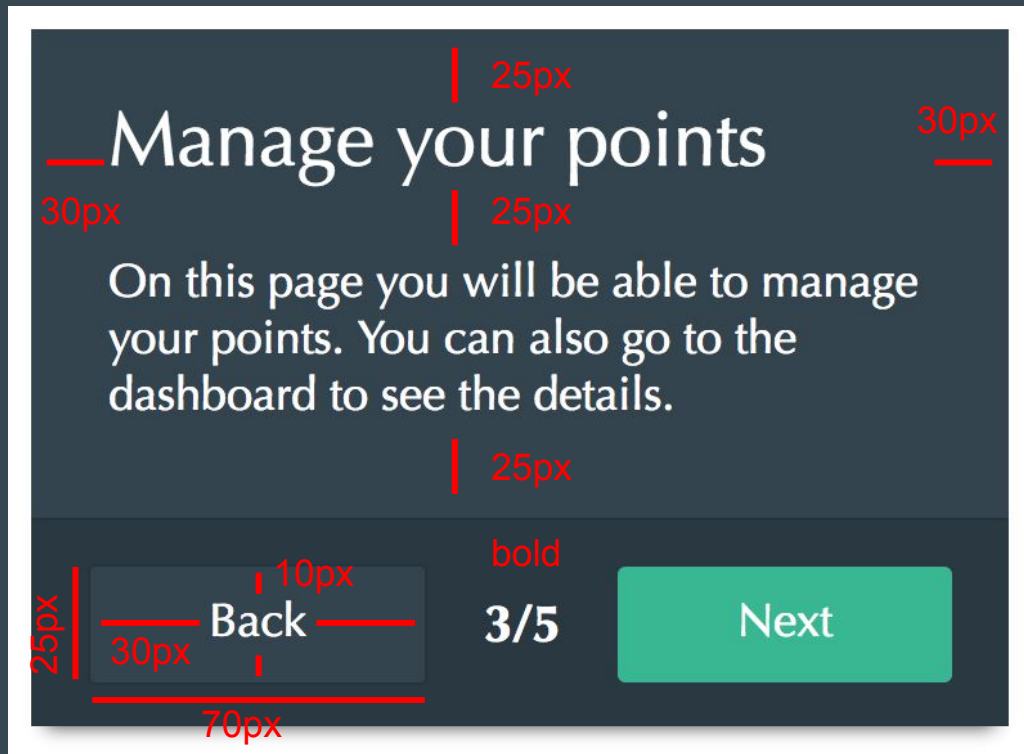 25px
30px
Manage your points
30px
25px
On this page you will be able to manage
your points. You can also go to the
dashboard to see the details.
25px
bold
10px
25px
Back
3/5
Next
30px
70px